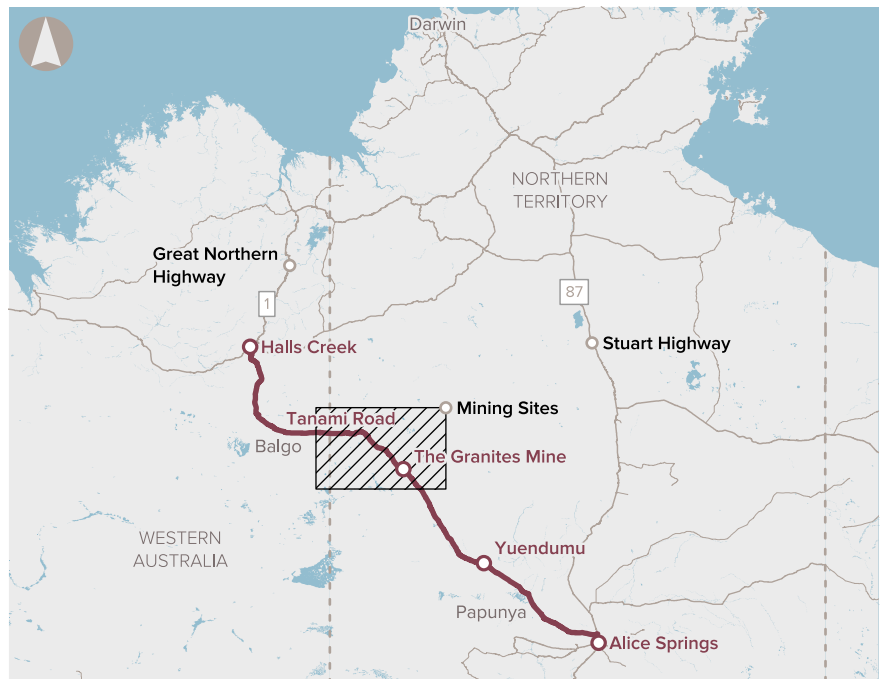 Darwin
NORTHERN
TERRITORY
Great Northern
Highway
87
1
Stuart Highway
Halls Creek
Mining Sites
Tanami Road
Balgo
The Granites Mine
WESTERN
AUSTRALIA
Yuendumu
Papunya
Alice Springs